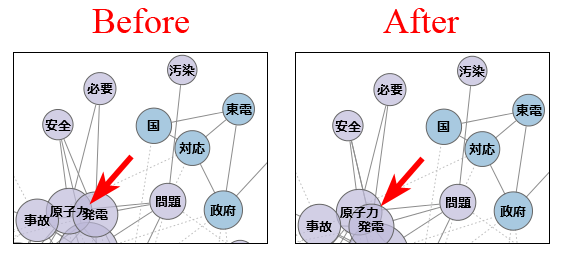 Before
汚染
必要
東電
安全
国
対応
原子力
発電
問題
政府
事故
After
汚染
必要
東電
安全
国
対応
原子力
発電
問題
政府
事故